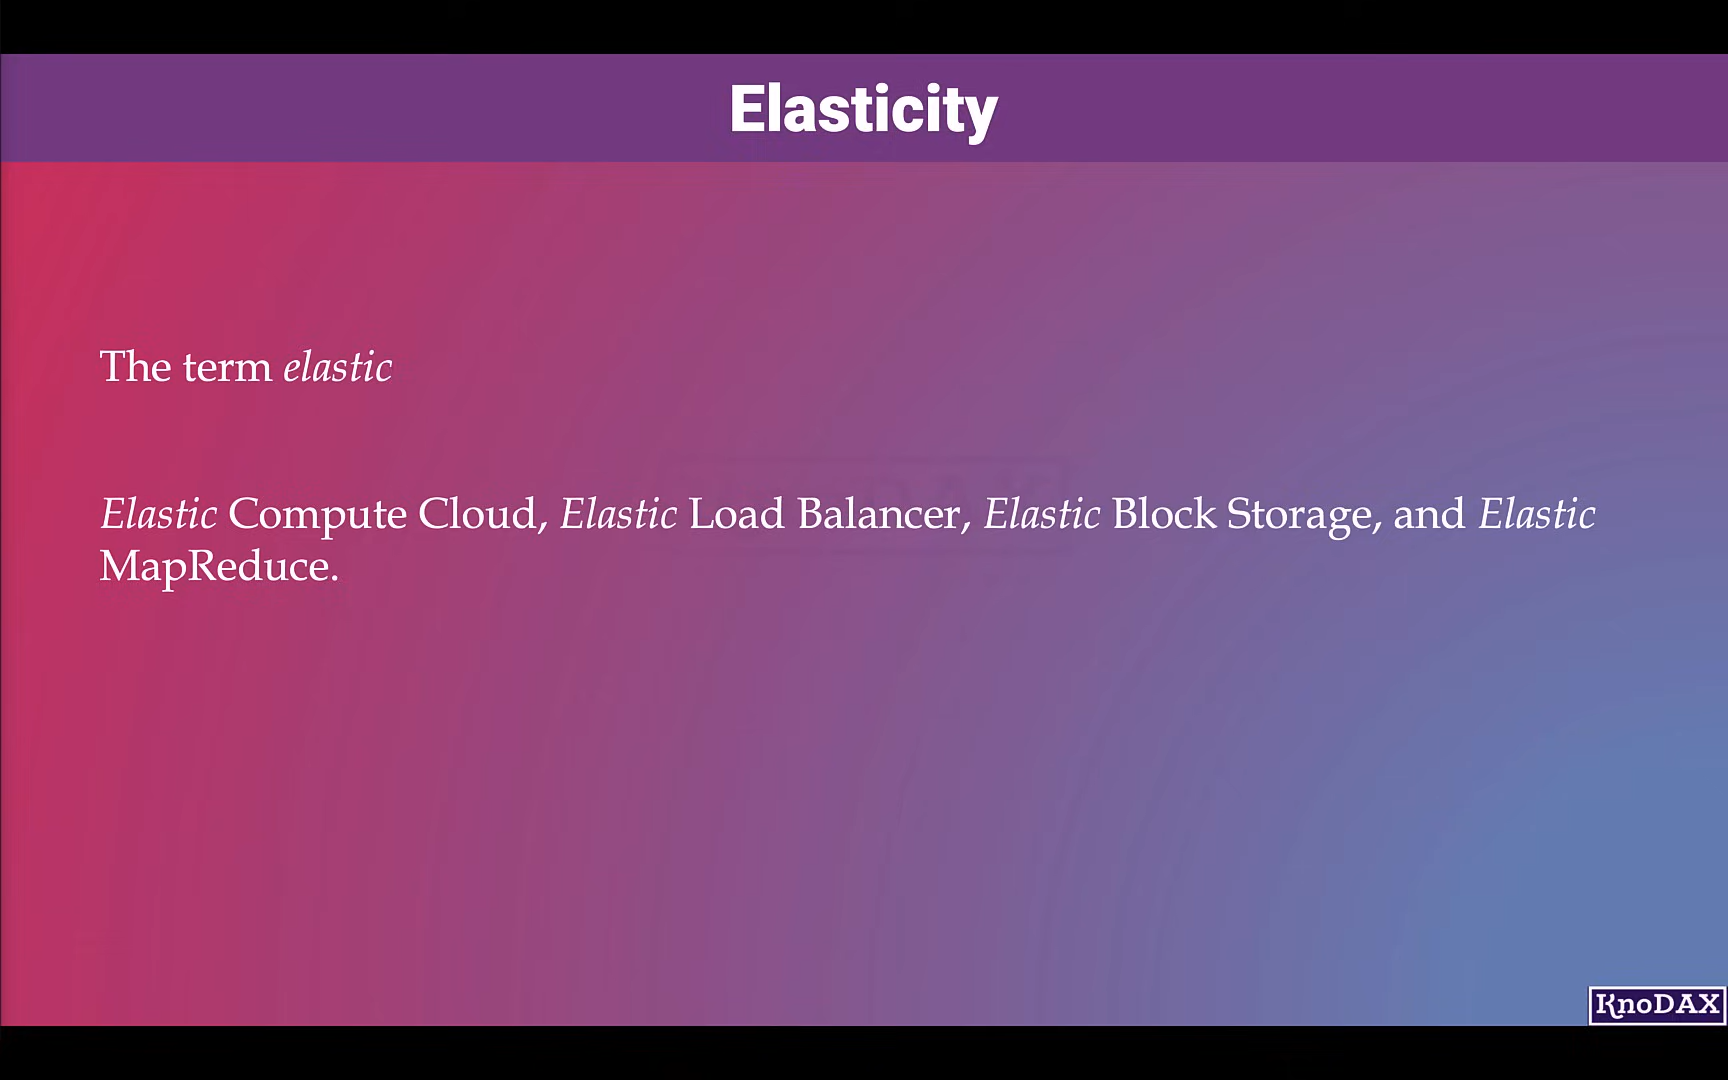 Elasticity
The term elastic
Elastic Compute Cloud, Elastic Load Balancer, Elastic Block Storage, and Elastic
MapReduce.
KnoDAX